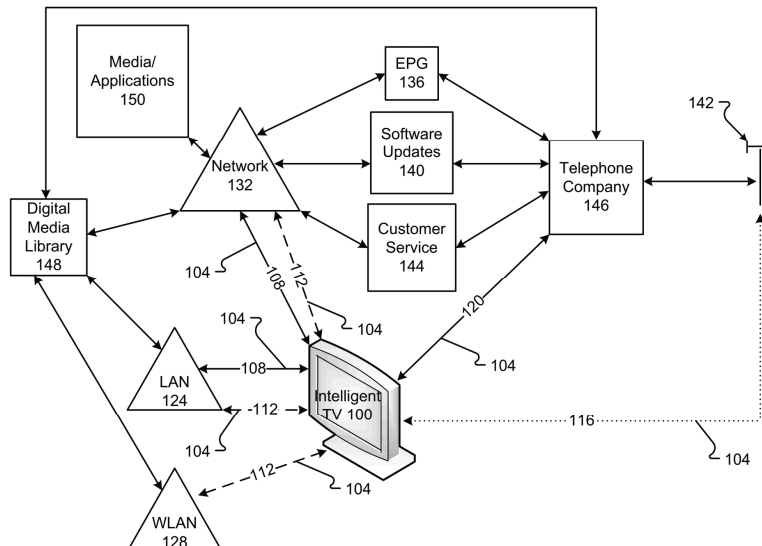 Media/
Applications
150
EPG
136
142
Software
Updates
140
Network
132
Telephone
Company
146
Digital
Media
Library
148
Customer
Service
144
104
108
112
104
120
104
104
108
LAN
124
Intelligent
TV 100
112
104
116
104
112
104
WLAN
128